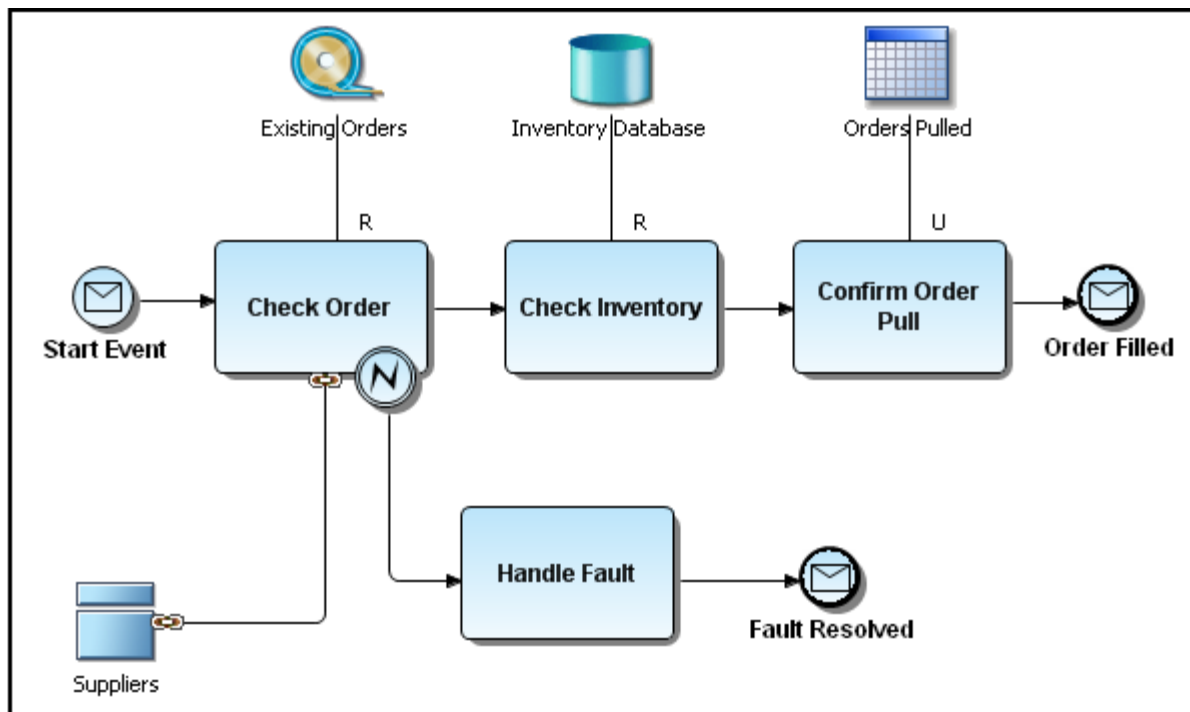 Existing Orders
Inventory Database
Orders Pulled
R
R
U
Check Order
Check Inventory
Confirm Order
Pull
Start Event
Order Filled
Handle Fault
Fault Resolved
Suppliers